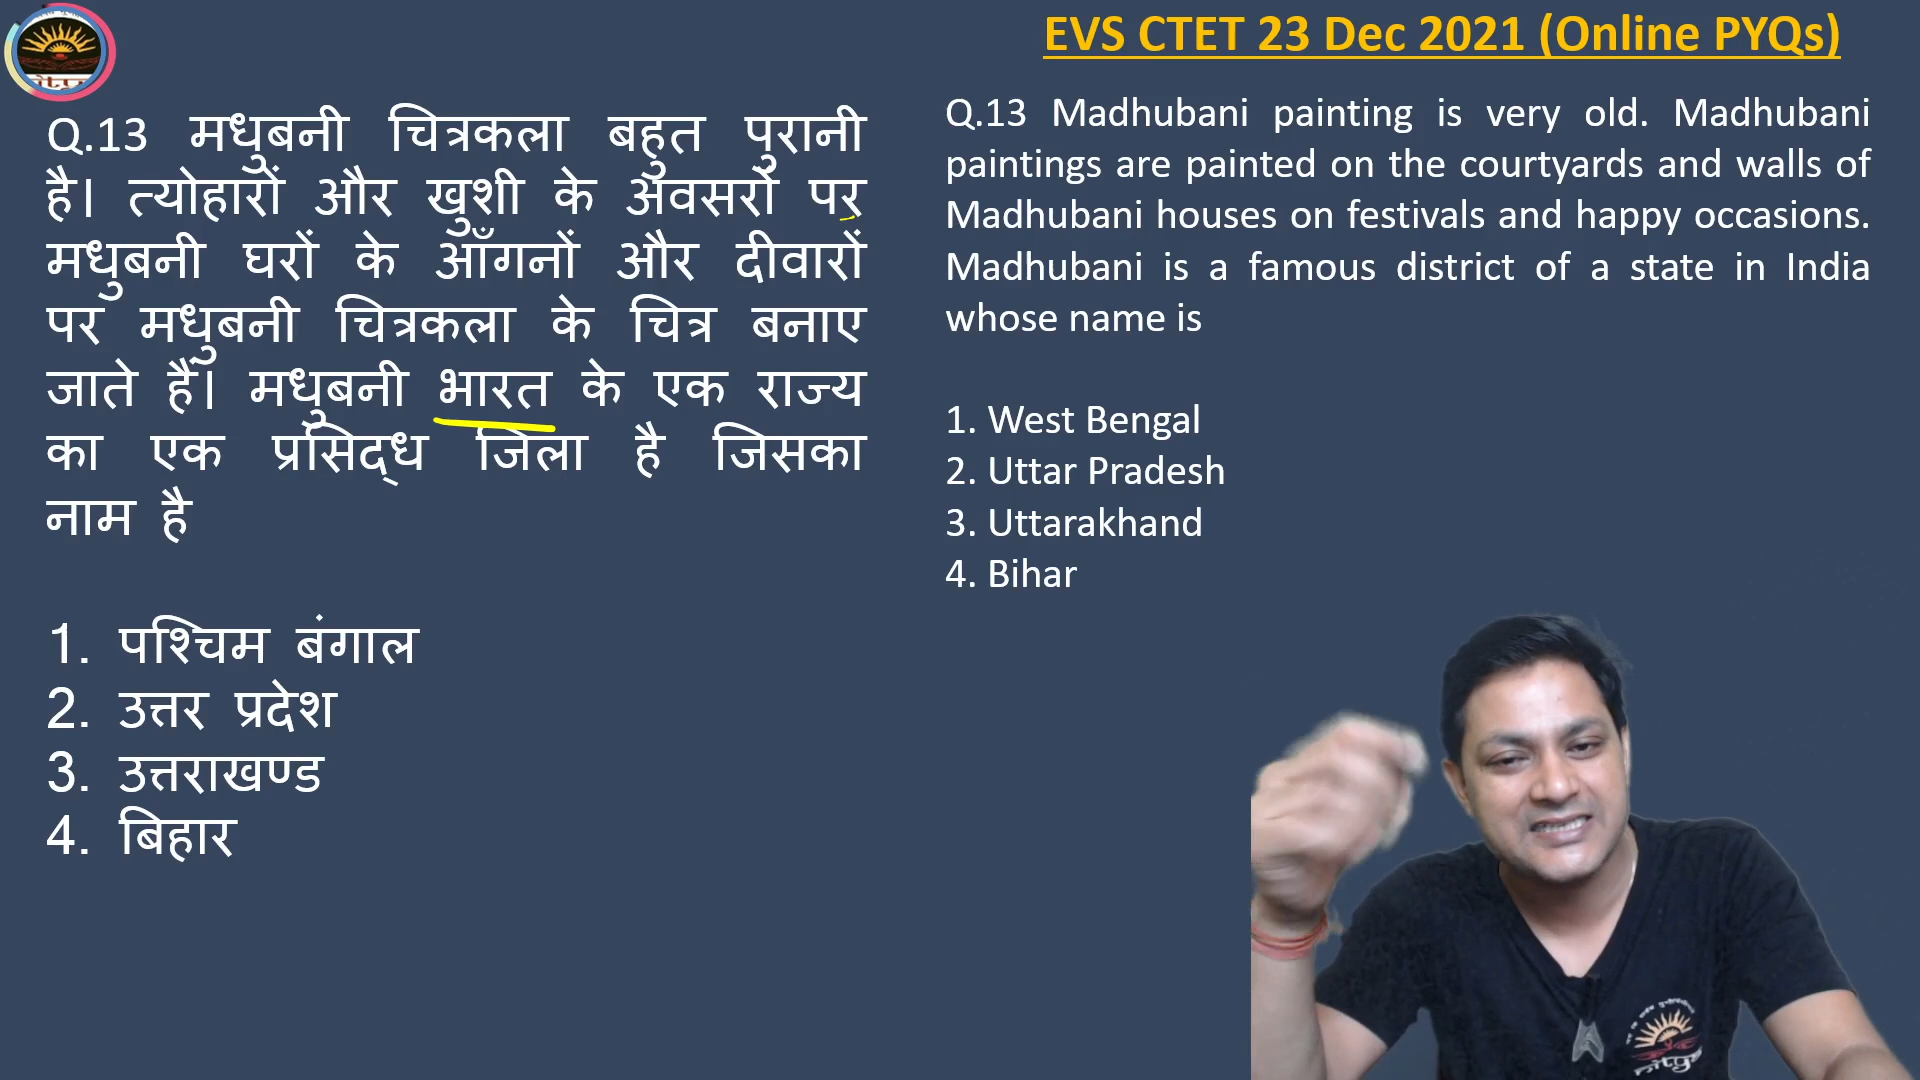 EVS CTET 23 Dec 2021 (Online PYQs)
Q.13 मधुबनी चित्रकला बहुत पुरानी
है। त्योहारों और खुशी के अवसरों पर
मधुबनी घरों के आँगनों और दीवारों
पर मधुबनी चित्रकला के चित्र बनाए
जाते हैं। मधुबनी भारत के एक राज्य
का एक प्रसिद्ध जिला है जिसका
नाम है
1. पश्चिम बंगाल
2. उत्तर प्रदेश
3. उत्तराखण्ड
4. बिहार
Q.13 Madhubani painting is very old. Madhubani
paintings are painted on the courtyards and walls of
Madhubani houses on festivals and happy occasions.
Madhubani is a famous district of a state in India
whose name is
1. West Bengal
2. Uttar Pradesh
3. Uttarakhand
4. Bihar